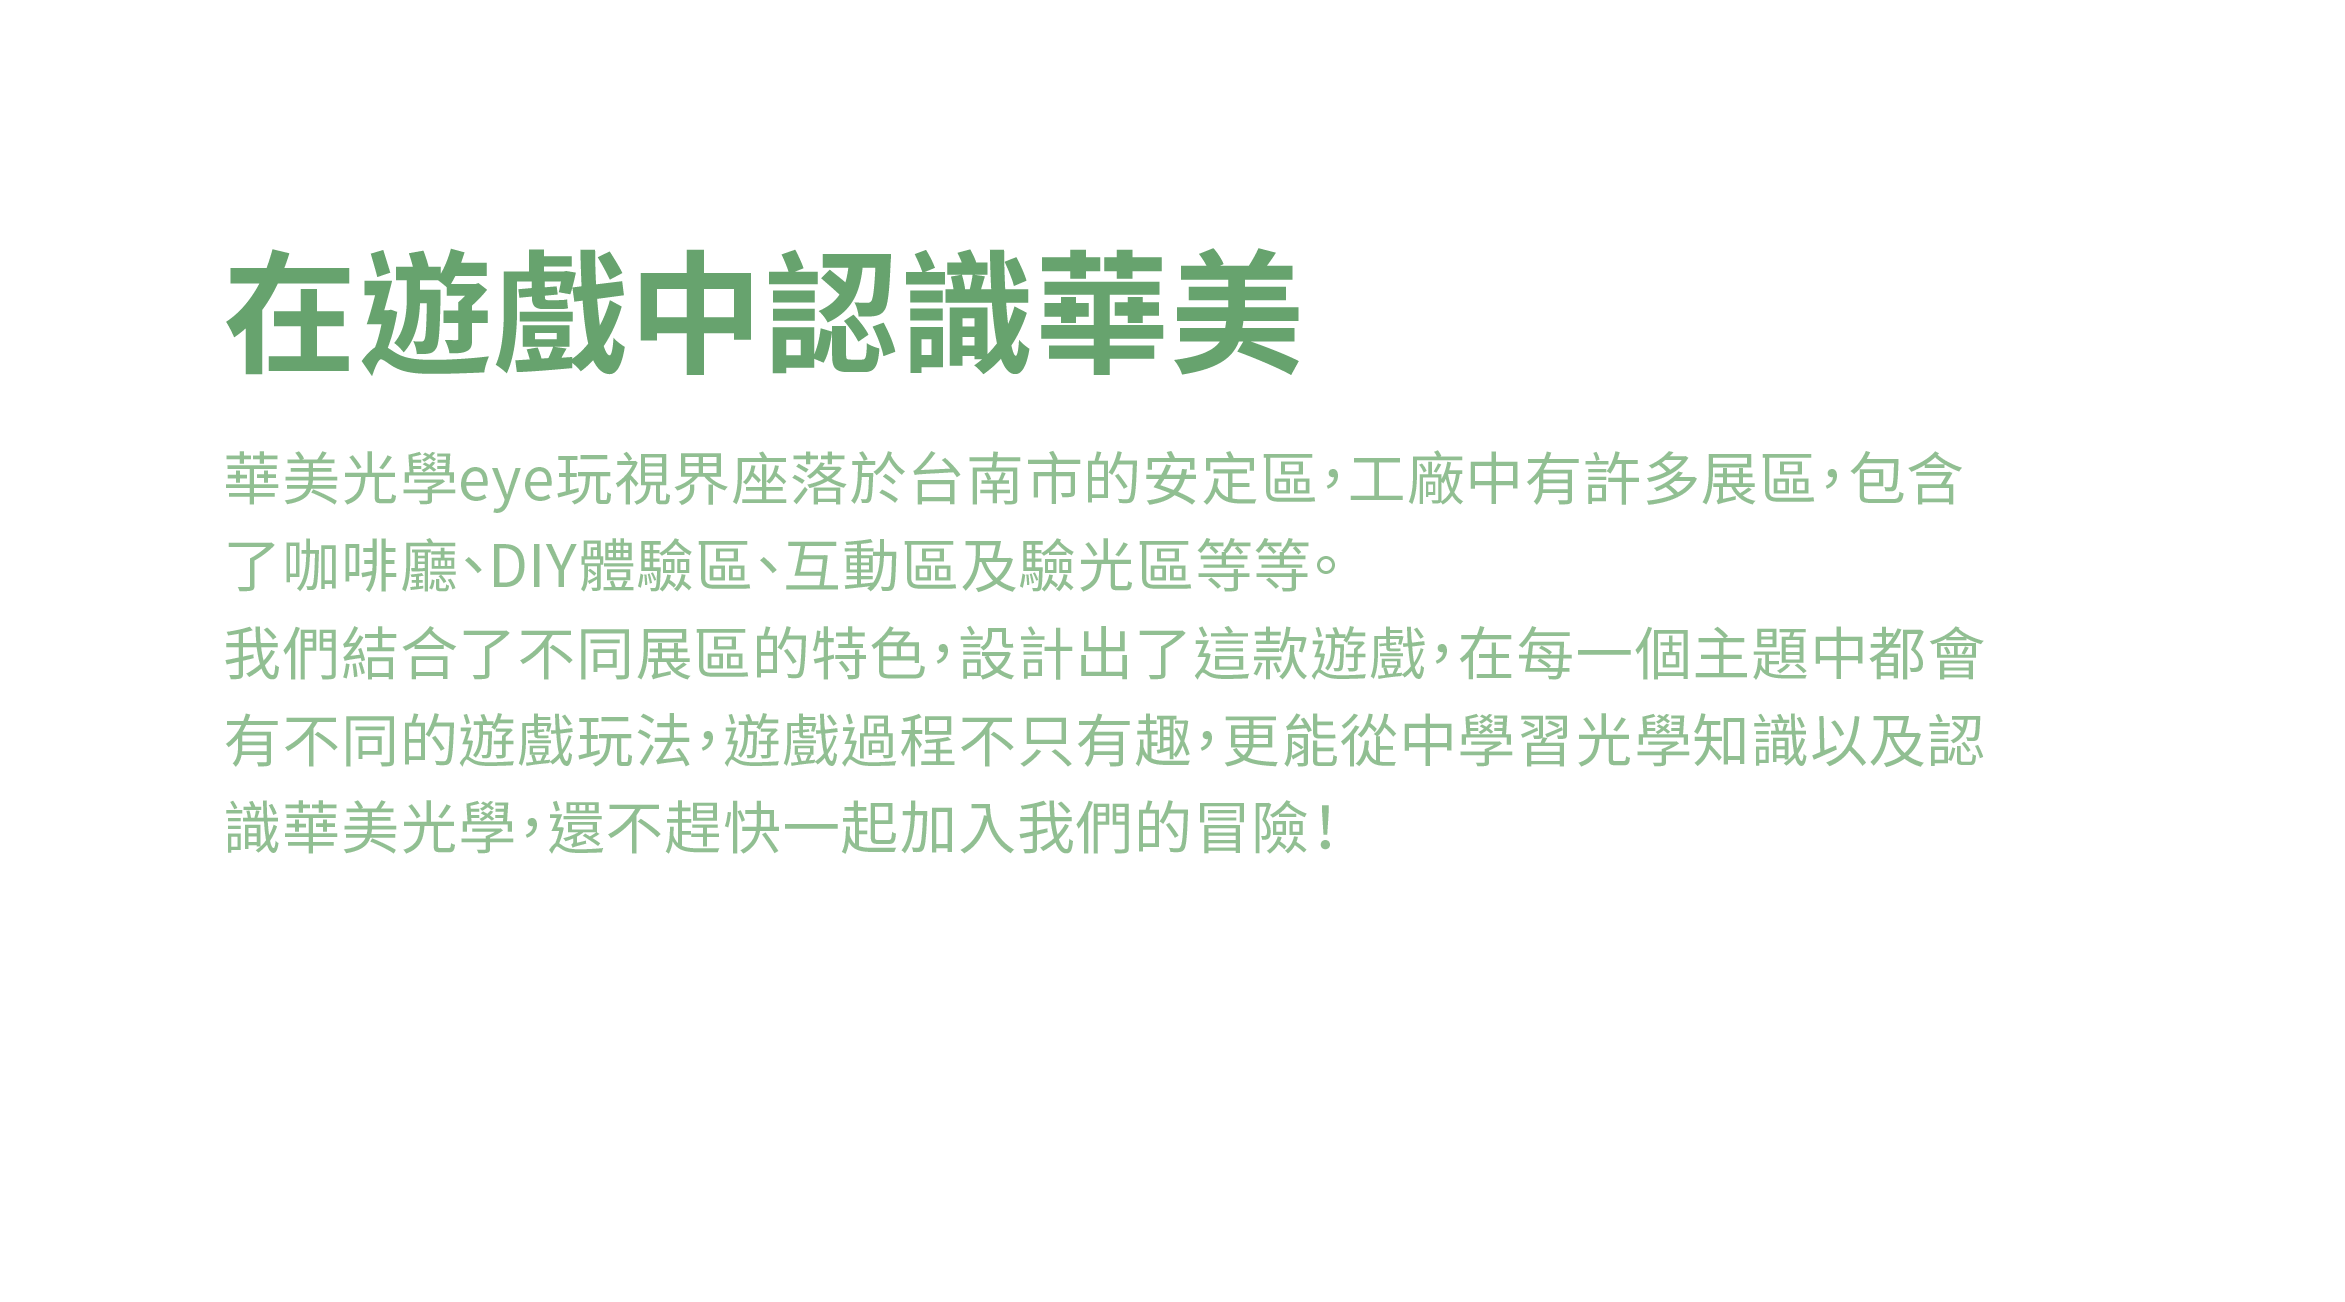 在遊戲中認識華美
華美光學eye玩視界座落於台南市的安定區，工廠中有許多展區，包含
了咖啡廳、DIY體驗區、互動區及驗光區等等。
我們結合了不同展區的特色，設計出了這款遊戲，在每一個主題中都會
有不同的遊戲玩法，遊戲過程不只有趣，更能從中學習光學知識以及認
識華美光學，還不趕快一起加入我們的冒險！